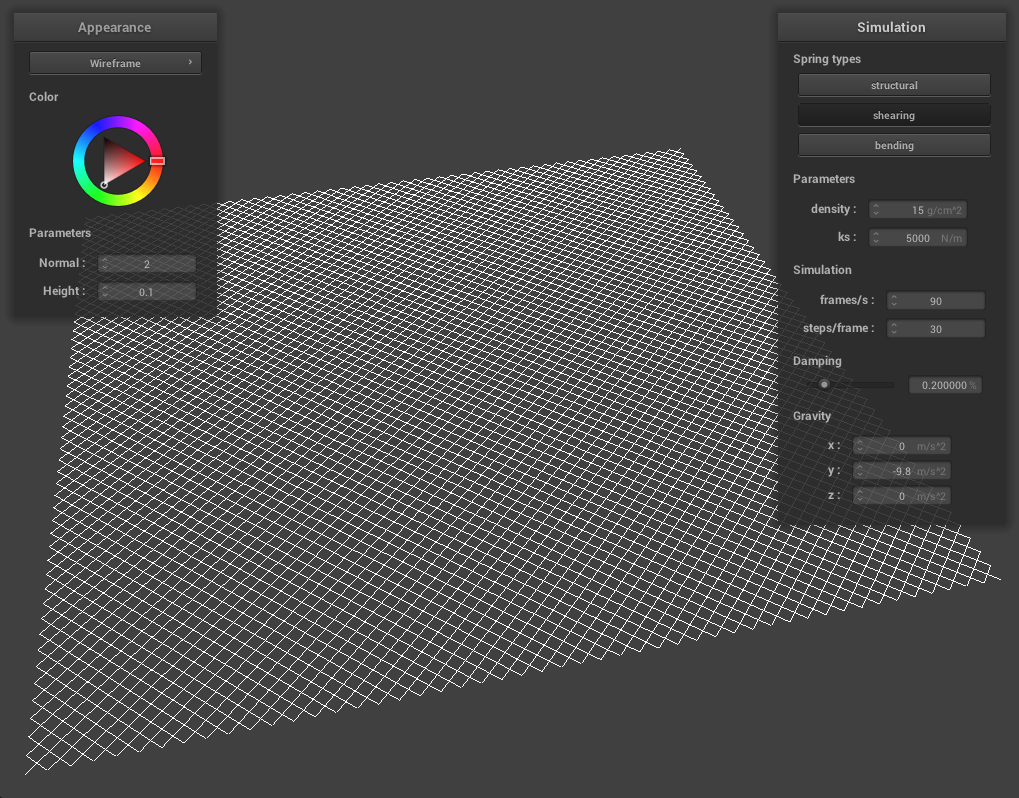 Appearance
Wireframe
Color
Parameters
Normal : 2
Height : 0.1
Simulation
Spring types
structural
shearing
bending
Parameters
density : 15 g/cm^2
ks : 5000 N/m
Simulation
frames/s : 90
steps/frame : 30
Damping
0.200000 %
Gravity
x : 0 m/s^2
y : -9.8 m/s^2
z : 0 m/s^2